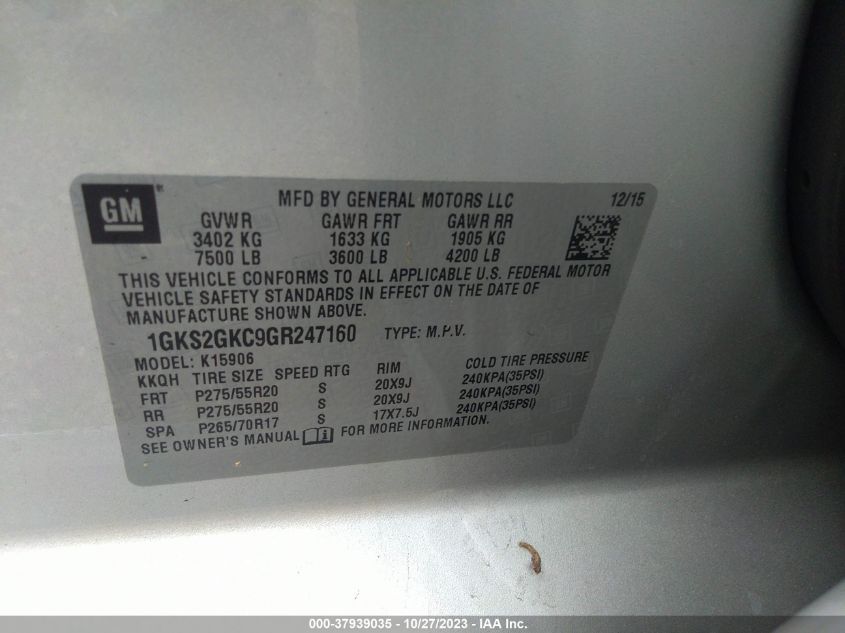 GM MFD BY GENERAL MOTORS LLC 12/15
GVWR GAWR FRT GAWR RR
3402 KG 1633 KG 1905 KG
7500 LB 3600 LB 4200 LB
THIS VEHICLE CONFORMS TO ALL APPLICABLE U.S. FEDERAL MOTOR
VEHICLE SAFETY STANDARDS IN EFFECT ON THE DATE OF
MANUFACTURE SHOWN ABOVE.
1GKS2GKC9GR247160 TYPE: M.P.V.
MODEL: K15906
KKQH TIRE SIZE SPEED RTG RIM COLD TIRE PRESSURE
FRT P275/55R20 S 20X9J 240KPA(35PSI)
RR P275/55R20 S 20X9J 240KPA(35PSI)
SPA P265/70R17 S 17X7.5J 240KPA(35PSI)
SEE OWNER'S MANUAL FOR MORE INFORMATION.
000-37939035 - 10/27/2023 - IAA Inc.